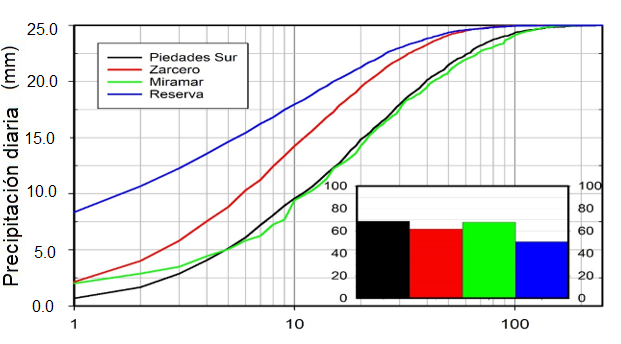 25.0
20.0
15.0
10.0
5.0
0.0
Precipitación diaria (mm)
Piedades Sur
Zarcero
Miramar
Reserva
100 100
80 80
60 60
40 40
20 20
0 0
1 10 100